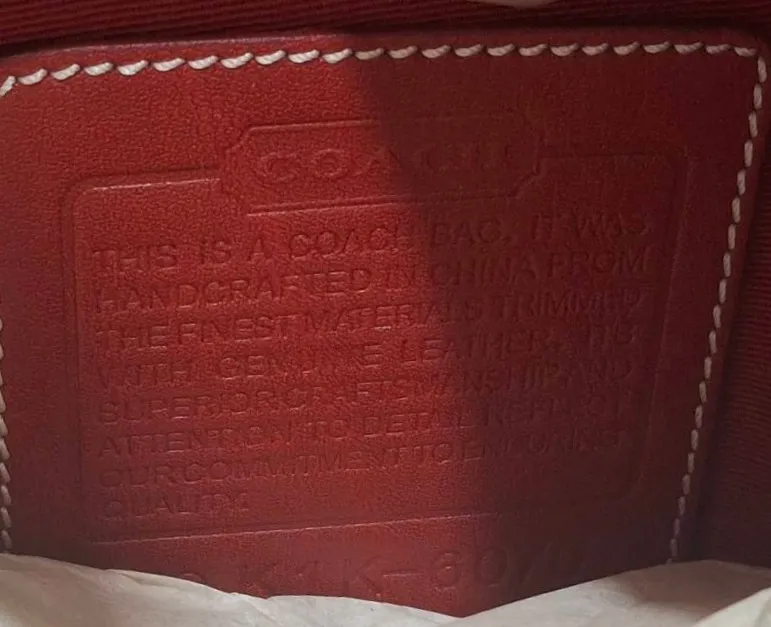 COACH
THIS IS A COACH BAG. IT WAS
HANDCRAFTED IN CHINA FROM
THE FINEST MATERIALS TRIMMED
WITH GENUINE LEATHER. ITS
SUPERIOR CRAFTSMANSHIP AND
ATTENTION TO DETAIL REFLECT
OUR COMMITMENT TO ENDURING
QUALITY.